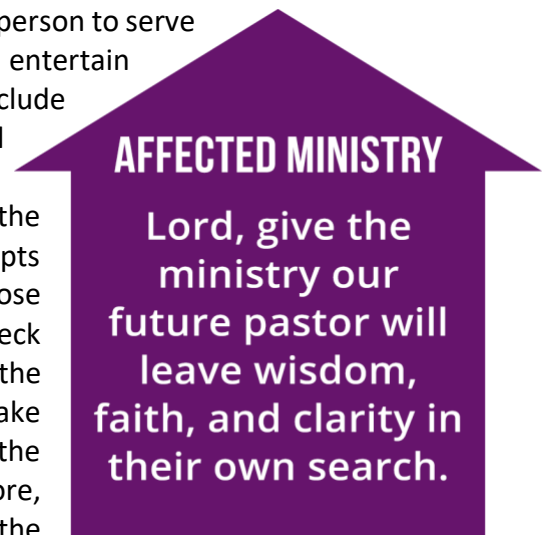 person to serve
entertain
clude
the
pts
ose
eck
the
ake
the
ore,
the
AFFECTED MINISTRY
Lord, give the
ministry our
future pastor will
leave wisdom,
faith, and clarity in
their own search.